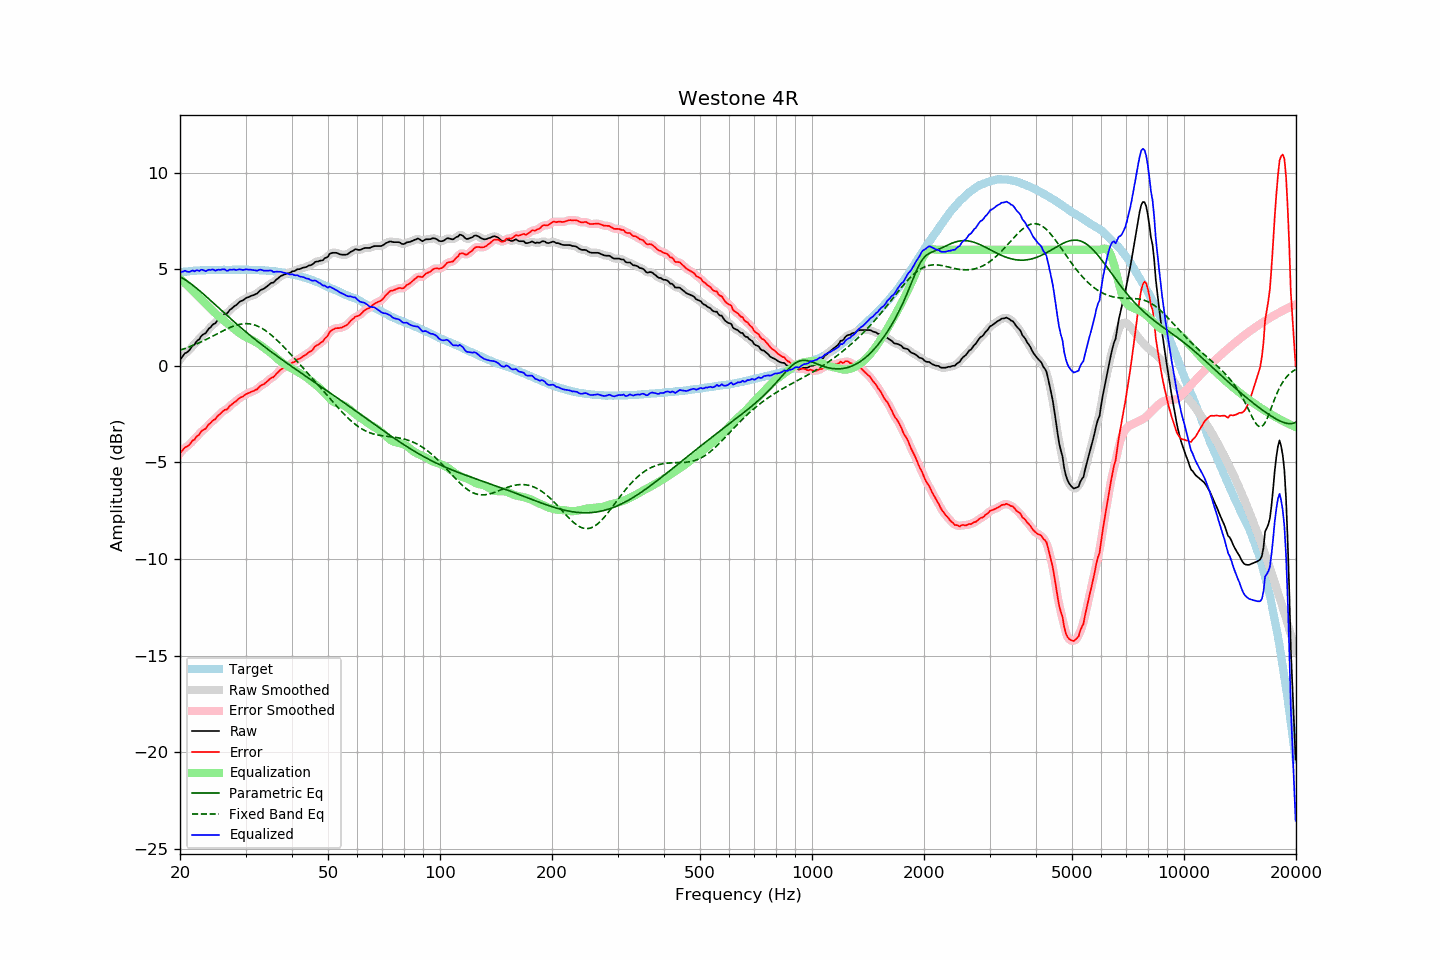 Westone 4R
Amplitude (dBr)
10
5
0
−5
−10
−15
−20
−25
Target
Raw Smoothed
Error Smoothed
Raw
Error
Equalization
Parametric Eq
Fixed Band Eq
Equalized
20 50 100 200 500 1000 2000 5000 10000 20000
Frequency (Hz)